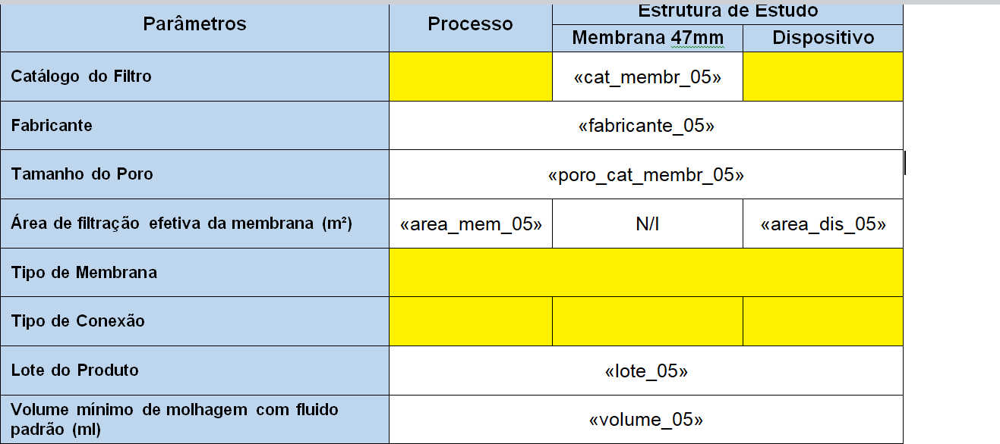 Parâmetros
Processo
Estrutura de Estudo
Membrana 47mm
Dispositivo
Catálogo do Filtro
«cat_membr_05»
Fabricante
«fabricante_05»
Tamanho do Poro
«poro_cat_membr_05»
Área de filtração efetiva da membrana (m²)
«area_mem_05»
N/I
«area_dis_05»
Tipo de Membrana
Tipo de Conexão
Lote do Produto
«lote_05»
Volume mínimo de molhagem com fluido
padrão (ml)
«volume_05»